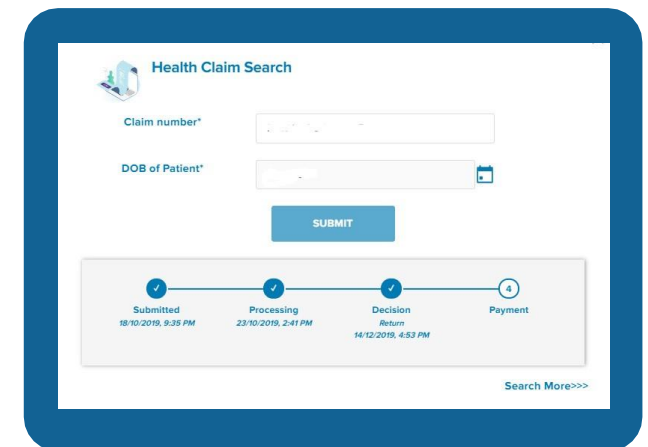 Health Claim Search
Claim number*
DOB of Patient*
SUBMIT
✓ ✓ ✓ 4
Submitted Processing Decision Payment
18/10/2019, 9:35 PM 23/10/2019, 2:41 PM Return
14/12/2019, 4:53 PM
Search More>>>